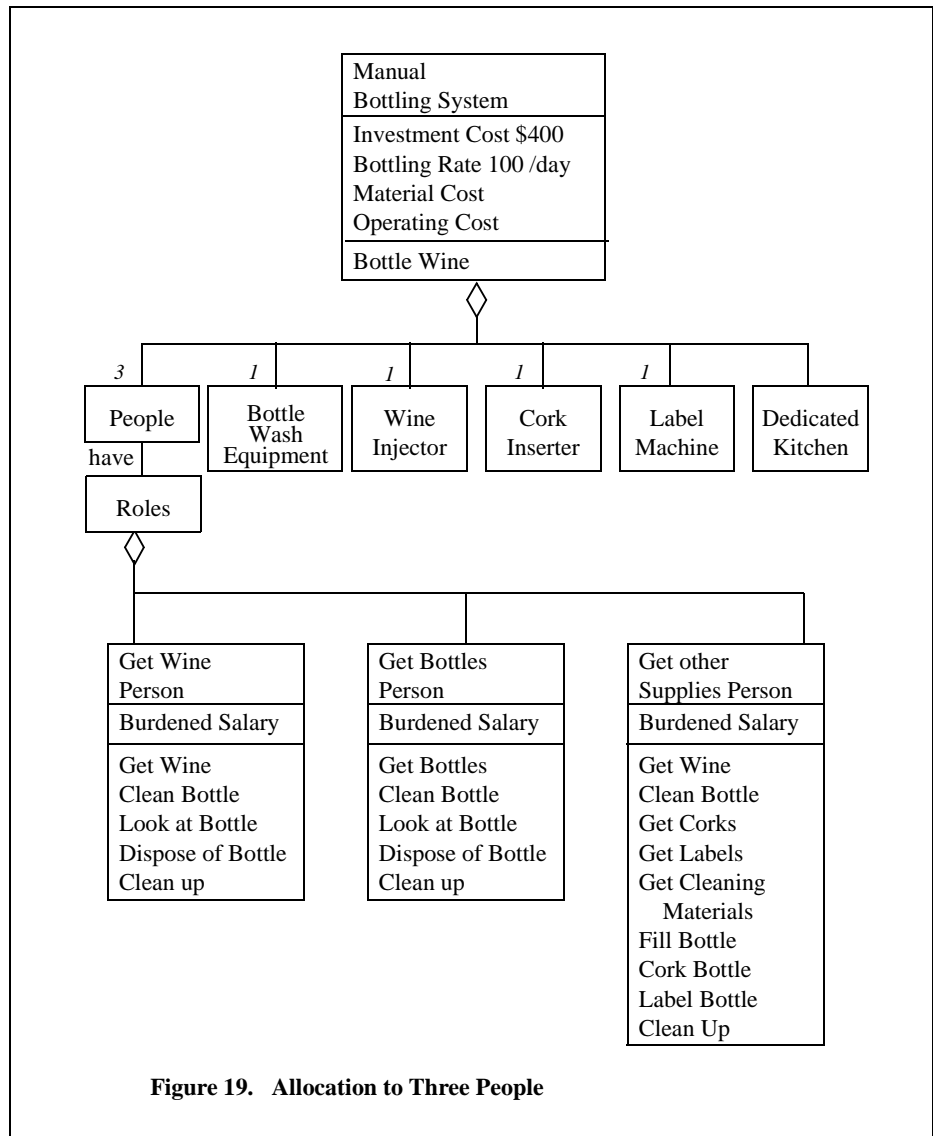 Manual
Bottling System
Investment Cost $400
Bottling Rate 100 /day
Material Cost
Operating Cost
Bottle Wine
3
1
1
1
1
People
Bottle
Wash
Equipment
Wine
Injector
Cork
Inserter
Label
Machine
Dedicated
Kitchen
have
Roles
Get Wine
Person
Burdened Salary
Get Wine
Clean Bottle
Look at Bottle
Dispose of Bottle
Clean up
Get Bottles
Person
Burdened Salary
Get Bottles
Clean Bottle
Look at Bottle
Dispose of Bottle
Clean up
Get other
Supplies Person
Burdened Salary
Get Wine
Clean Bottle
Get Corks
Get Labels
Get Cleaning
Materials
Fill Bottle
Cork Bottle
Label Bottle
Clean Up
Figure 19. Allocation to Three People